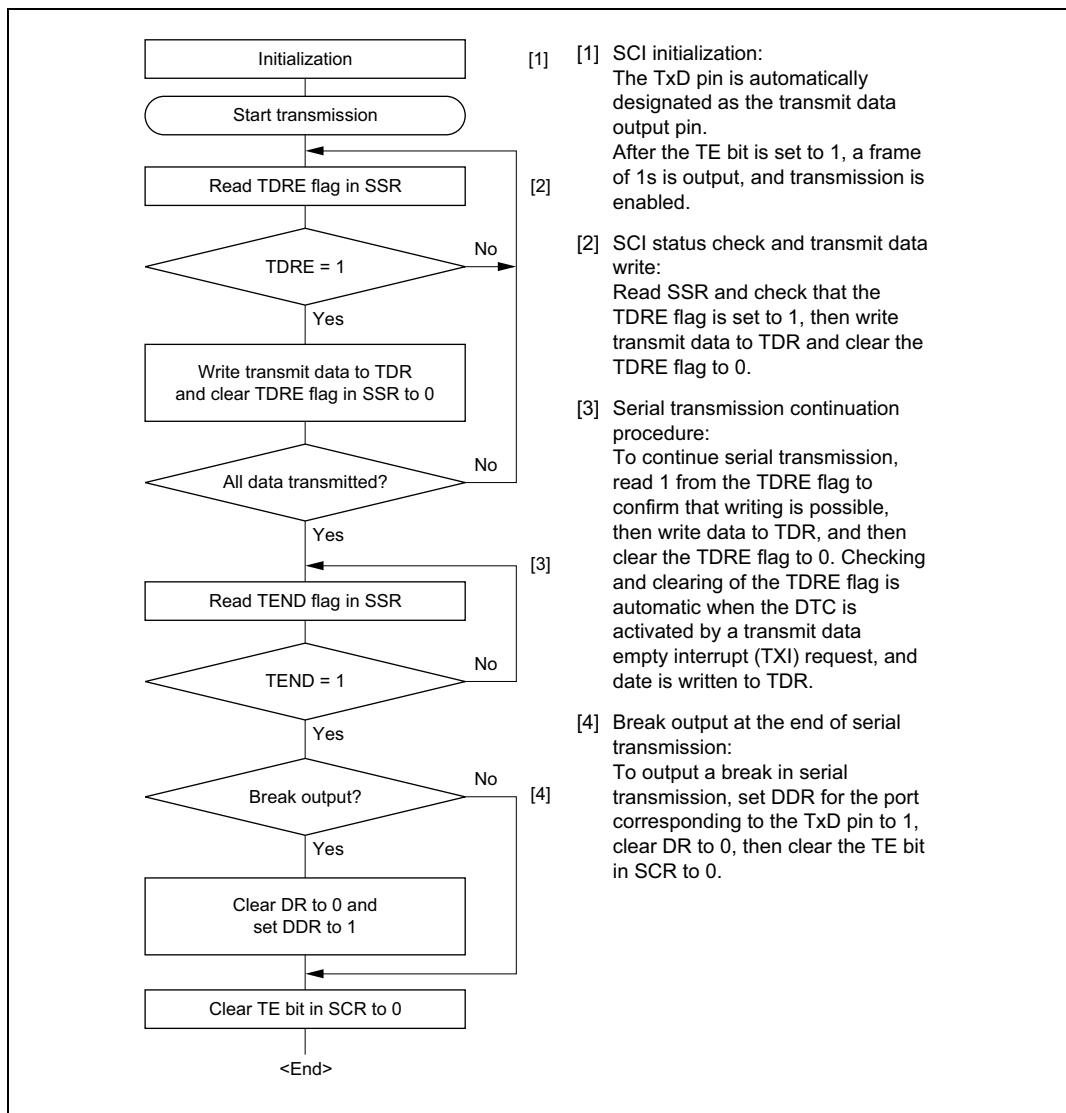 Initialization
[1]
Start transmission
Read TDRE flag in SSR
[2]
TDRE = 1
No
Yes
Write transmit data to TDR
and clear TDRE flag in SSR to 0
All data transmitted?
No
Yes
[3]
Read TEND flag in SSR
TEND = 1
No
Yes
Break output?
No
[4]
Yes
Clear DR to 0 and
set DDR to 1
Clear TE bit in SCR to 0
<End>
[1] SCI initialization:
The TxD pin is automatically
designated as the transmit data
output pin.
After the TE bit is set to 1, a frame
of 1s is output, and transmission is
enabled.
[2] SCI status check and transmit data
write:
Read SSR and check that the
TDRE flag is set to 1, then write
transmit data to TDR and clear the
TDRE flag to 0.
[3] Serial transmission continuation
procedure:
To continue serial transmission,
read 1 from the TDRE flag to
confirm that writing is possible,
then write data to TDR, and then
clear the TDRE flag to 0. Checking
and clearing of the TDRE flag is
automatic when the DTC is
activated by a transmit data
empty interrupt (TXI) request, and
date is written to TDR.
[4] Break output at the end of serial
transmission:
To output a break in serial
transmission, set DDR for the port
corresponding to the TxD pin to 1,
clear DR to 0, then clear the TE bit
in SCR to 0.